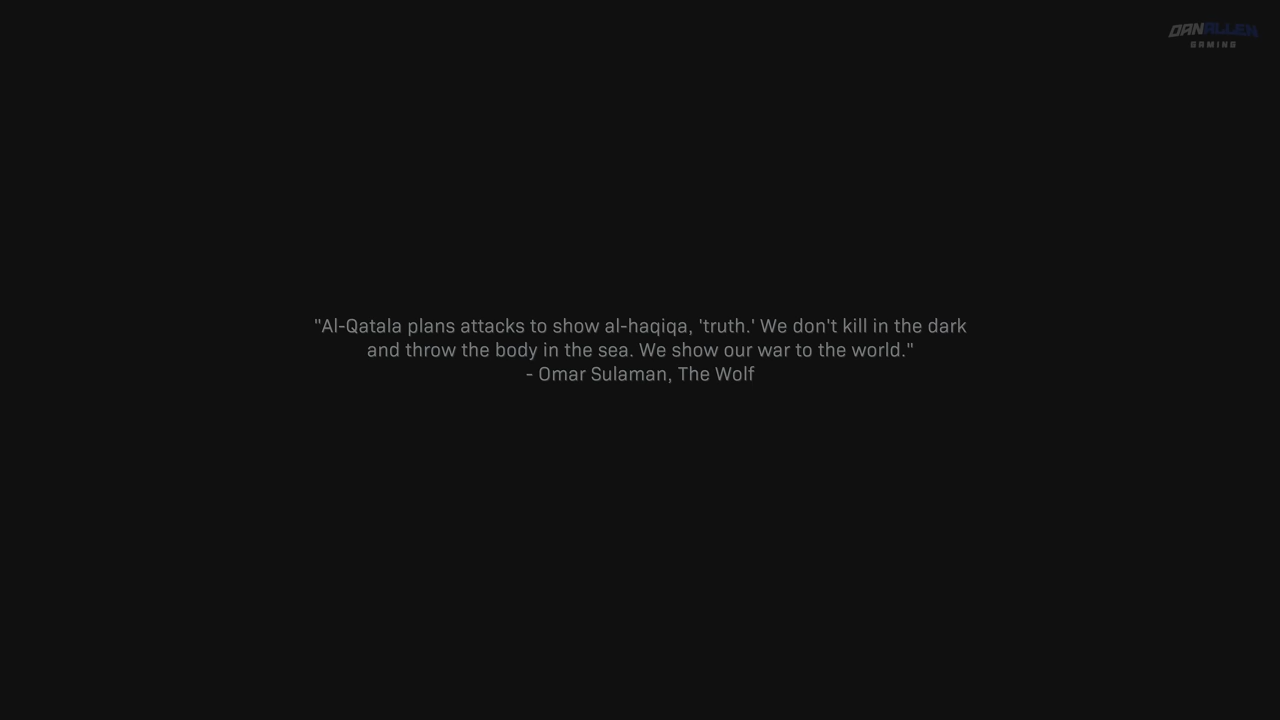 DANALLEN
GAMING
"Al-Qatala plans attacks to show al-haqiqa, 'truth.' We don't kill in the dark
and throw the body in the sea. We show our war to the world."
- Omar Sulaman, The Wolf